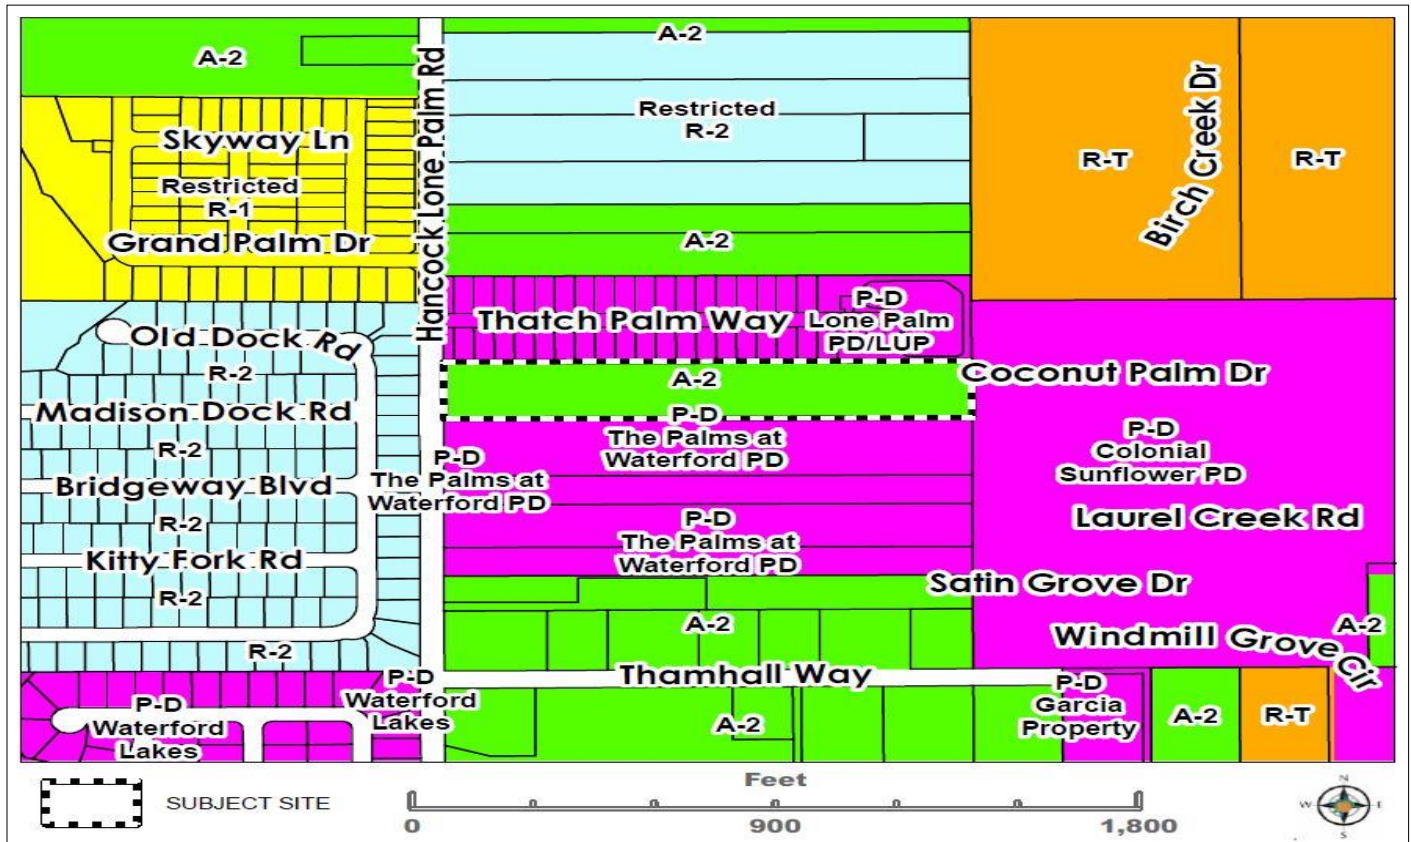 A-2
A-2
Hancock Lone Palm Rd
Skyway Ln
Restricted
R-1
Grand Palm Dr
Restricted
R-2
Birch Creek Dr
R-T
R-T
A-2
P-D
Lone Palm
PD/LUP
Thatch Palm Way
Old Dock Rd
R-2
A-2
Coconut Palm Dr
Madison Dock Rd
R-2
P-D
The Palms at
Waterford PD
P-D
The Palms at
Waterford PD
P-D
Colonial
Sunflower PD
Bridgeway Blvd
R-2
P-D
The Palms at
Waterford PD
Laurel Creek Rd
Kitty Fork Rd
R-2
Satin Grove Dr
R-2
A-2
A-2
Windmill Grove Cir
Thamhall Way
P-D
Waterford
Lakes
P-D
Waterford
Lakes
A-2
P-D
Garcia
Property
A-2
R-T
SUBJECT SITE
Feet
0 900 1,800
N
W E
S